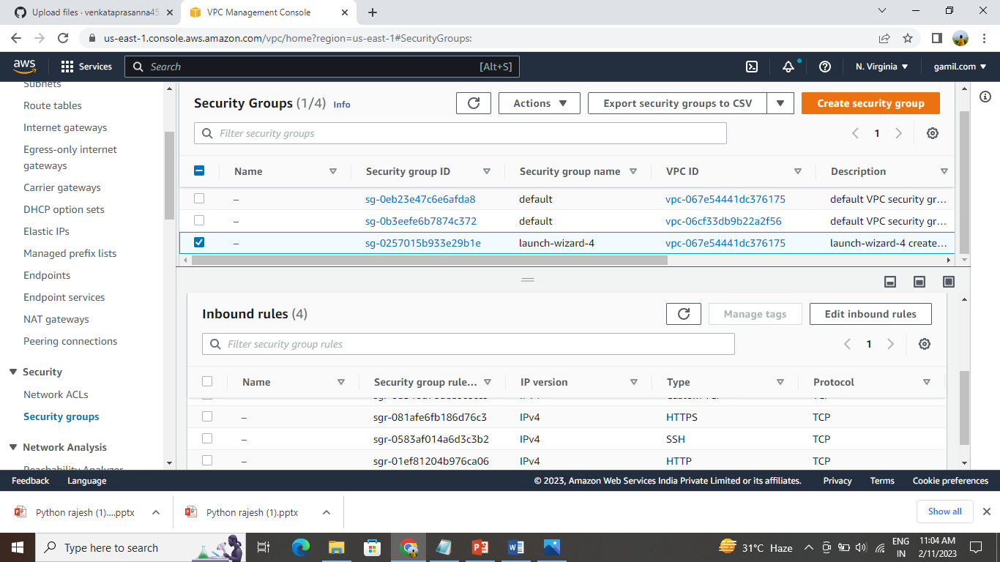 Upload files · venkataprasanna45
VPC Management Console
us-east-1.console.aws.amazon.com/vpc/home?region=us-east-1#SecurityGroups:
aws
Services
Search
[Alt+S]
N. Virginia
gamil.com
Subnets
Route tables
Internet gateways
Egress-only internet
gateways
Carrier gateways
DHCP option sets
Elastic IPs
Managed prefix lists
Endpoints
Endpoint services
NAT gateways
Peering connections
Security
Network ACLs
Security groups
Network Analysis
Reachability Analyzer
Security Groups (1/4) Info
Actions
Export security groups to CSV
Create security group
Filter security groups
1
Name Security group ID Security group name VPC ID Description
– sg-0eb23e47c6e6afda8 default vpc-067e54441dc376175 default VPC security gr...
– sg-0b3eefe6b7874c372 default vpc-06cf33db9b22a2f56 default VPC security gr...
– sg-0257015b933e29b1e launch-wizard-4 vpc-067e54441dc376175 launch-wizard-4 create...
Inbound rules (4)
Manage tags
Edit inbound rules
Filter security group rules
1
Name Security group rule... IP version Type Protocol
– sgr-081afe6fb186d76c3 IPv4 HTTPS TCP
– sgr-0583af014a6d3c3b2 IPv4 SSH TCP
– sgr-01ef81204b976ca06 IPv4 HTTP TCP
Feedback Language
© 2023, Amazon Web Services India Private Limited or its affiliates. Privacy Terms Cookie preferences
Python rajesh (1)....pptx
Python rajesh (1).pptx
Show all
Type here to search
31°C Haze
ENG
IN
11:04 AM
2/11/2023